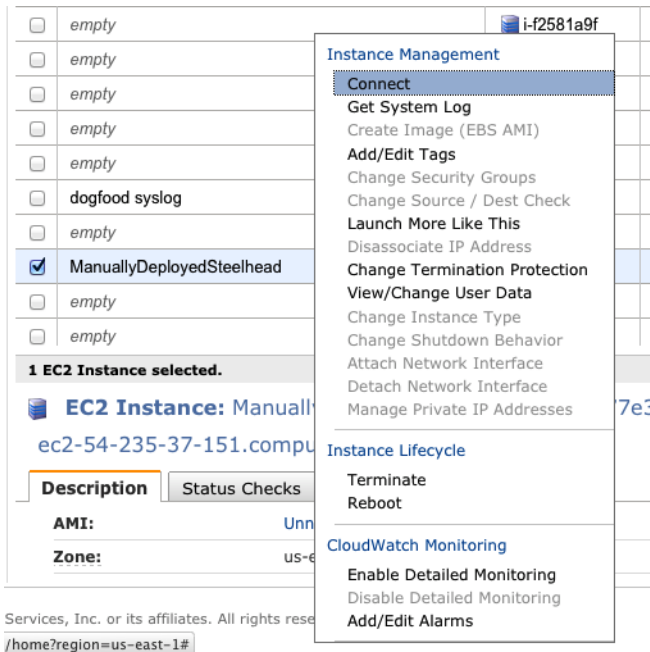 empty
i-f2581a9f
empty
empty
empty
empty
dogfood syslog
empty
ManuallyDeployedSteelhead
empty
empty
1 EC2 Instance selected.
EC2 Instance: Manuall
7e3
ec2-54-235-37-151.compu
Description Status Checks
AMI: Unn
Zone: us-e
Services, Inc. or its affiliates. All rights rese
/home?region=us-east-1#
Instance Management
Connect
Get System Log
Create Image (EBS AMI)
Add/Edit Tags
Change Security Groups
Change Source / Dest Check
Launch More Like This
Disassociate IP Address
Change Termination Protection
View/Change User Data
Change Instance Type
Change Shutdown Behavior
Attach Network Interface
Detach Network Interface
Manage Private IP Addresses
Instance Lifecycle
Terminate
Reboot
CloudWatch Monitoring
Enable Detailed Monitoring
Disable Detailed Monitoring
Add/Edit Alarms